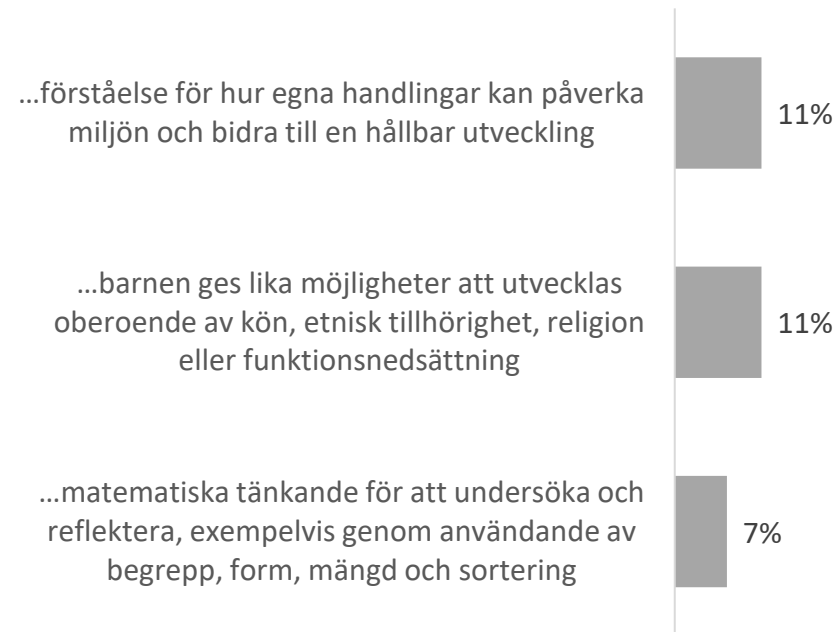 ...förståelse för hur egna handlingar kan påverka
miljön och bidra till en hållbar utveckling
11%
...barnen ges lika möjligheter att utvecklas
oberoende av kön, etnisk tillhörighet, religion
eller funktionsnedsättning
11%
...matematiska tänkande för att undersöka och
reflektera, exempelvis genom användande av
begrepp, form, mängd och sortering
7%